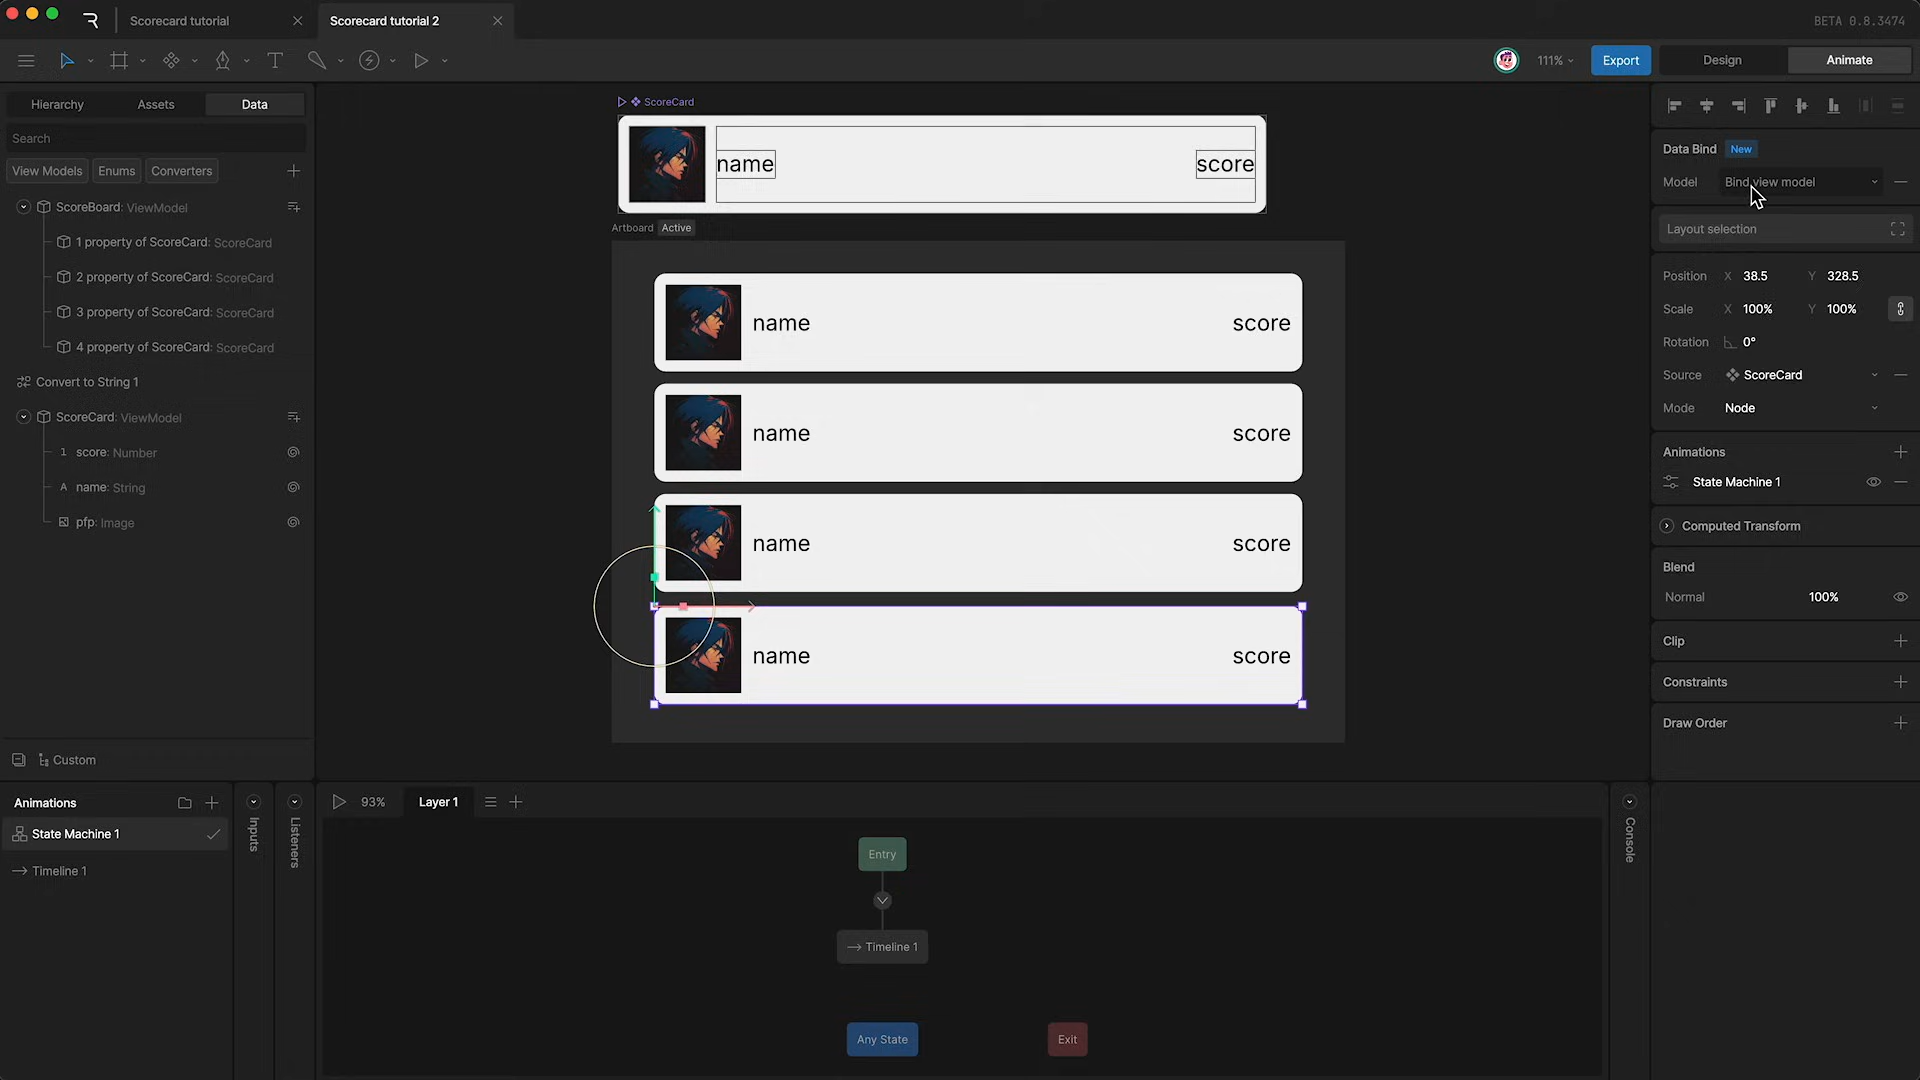 Scorecard tutorial
Scorecard tutorial 2
BETA 0.8.3474
111%
Export
Design
Animate
Hierarchy
Assets
Data
Search
View Models
Enums
Converters
ScoreBoard: ViewModel
1 property of ScoreCard: ScoreCard
2 property of ScoreCard: ScoreCard
3 property of ScoreCard: ScoreCard
4 property of ScoreCard: ScoreCard
Convert to String 1
ScoreCard: ViewModel
1 score: Number
A name: String
pfp: Image
Custom
ScoreCard
name
score
Artboard
Active
name
score
name
score
name
score
name
score
Data Bind New
Model Bind view model
Layout selection
Position X 38.5 Y 328.5
Scale X 100% Y 100%
Rotation 0°
Source ScoreCard
Mode Node
Animations
State Machine 1
Computed Transform
Blend
Normal 100%
Clip
Constraints
Draw Order
Animations
State Machine 1
Timeline 1
Inputs
Listeners
93%
Layer 1
Entry
Timeline 1
Any State
Exit
Console